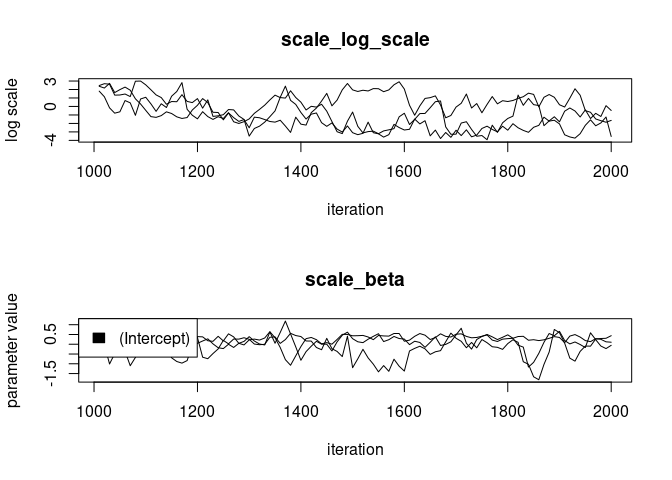 scale_log_scale
log scale
3
0
-4
1000 1200 1400 1600 1800 2000
iteration
scale_beta
parameter value
0.5
-1.5
(Intercept)
1000 1200 1400 1600 1800 2000
iteration